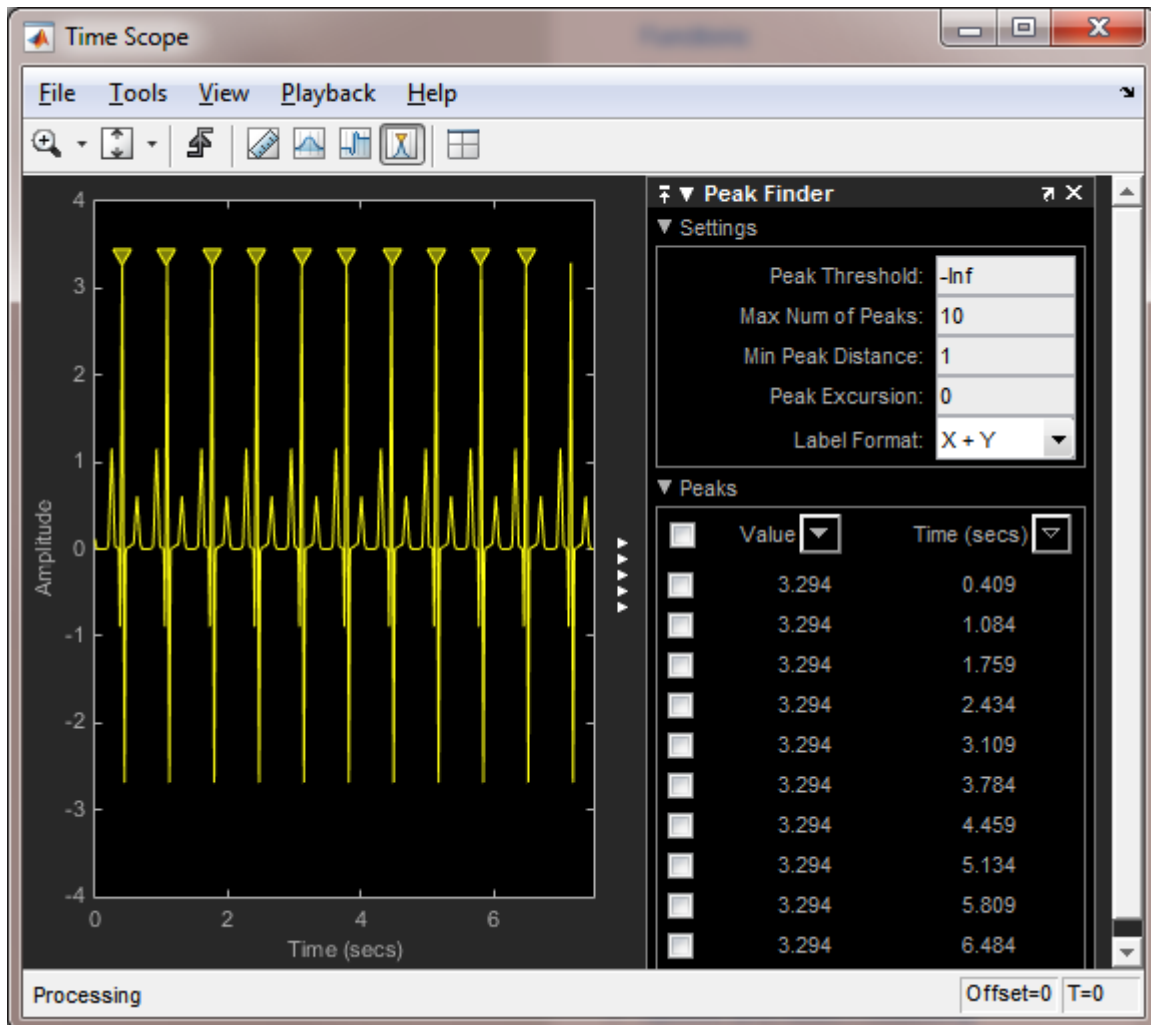 Time Scope
Functions
File Tools View Playback Help
4
3
2
1
0
-1
-2
-3
-4
Amplitude
0 2 4 6
Time (secs)
Peak Finder
Settings
Peak Threshold: -Inf
Max Num of Peaks: 10
Min Peak Distance: 1
Peak Excursion: 0
Label Format: X + Y
Peaks
Value Time (secs)
3.294 0.409
3.294 1.084
3.294 1.759
3.294 2.434
3.294 3.109
3.294 3.784
3.294 4.459
3.294 5.134
3.294 5.809
3.294 6.484
Processing Offset=0 T=0